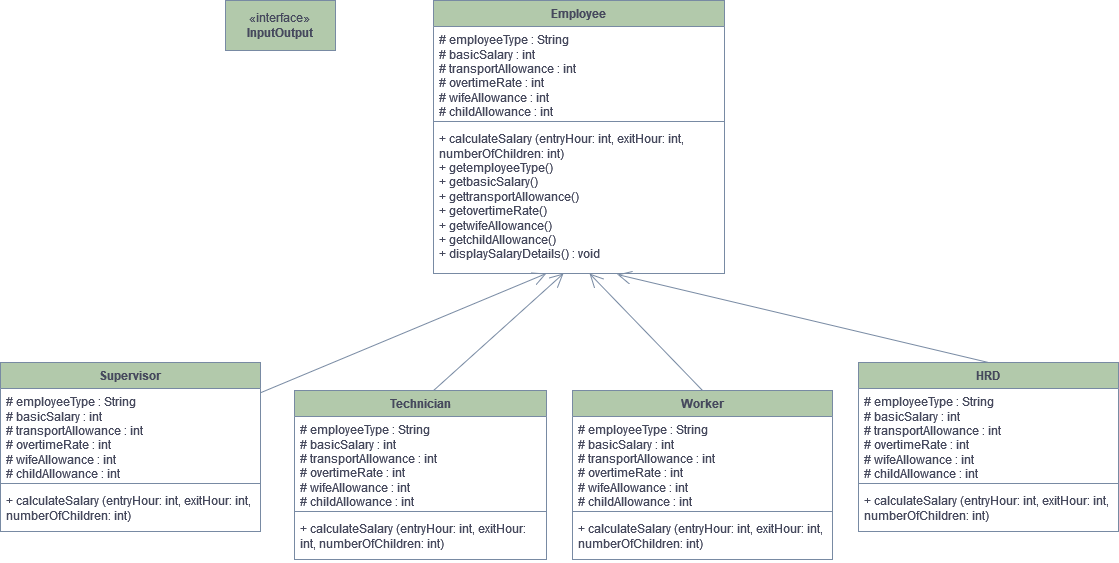 «interface»
InputOutput
Employee
# employeeType : String
# basicSalary : int
# transportAllowance : int
# overtimeRate : int
# wifeAllowance : int
# childAllowance : int
+ calculateSalary (entryHour: int, exitHour: int,
numberOfChildren: int)
+ getemployeeType()
+ getbasicSalary()
+ gettransportAllowance()
+ getovertimeRate()
+ getwifeAllowance()
+ getchildAllowance()
+ displaySalaryDetails() : void
Supervisor
# employeeType : String
# basicSalary : int
# transportAllowance : int
# overtimeRate : int
# wifeAllowance : int
# childAllowance : int
+ calculateSalary (entryHour: int, exitHour: int,
numberOfChildren: int)
Technician
# employeeType : String
# basicSalary : int
# transportAllowance : int
# overtimeRate : int
# wifeAllowance : int
# childAllowance : int
+ calculateSalary (entryHour: int, exitHour:
int, numberOfChildren: int)
Worker
# employeeType : String
# basicSalary : int
# transportAllowance : int
# overtimeRate : int
# wifeAllowance : int
# childAllowance : int
+ calculateSalary (entryHour: int, exitHour: int,
numberOfChildren: int)
HRD
# employeeType : String
# basicSalary : int
# transportAllowance : int
# overtimeRate : int
# wifeAllowance : int
# childAllowance : int
+ calculateSalary (entryHour: int, exitHour: int,
numberOfChildren: int)